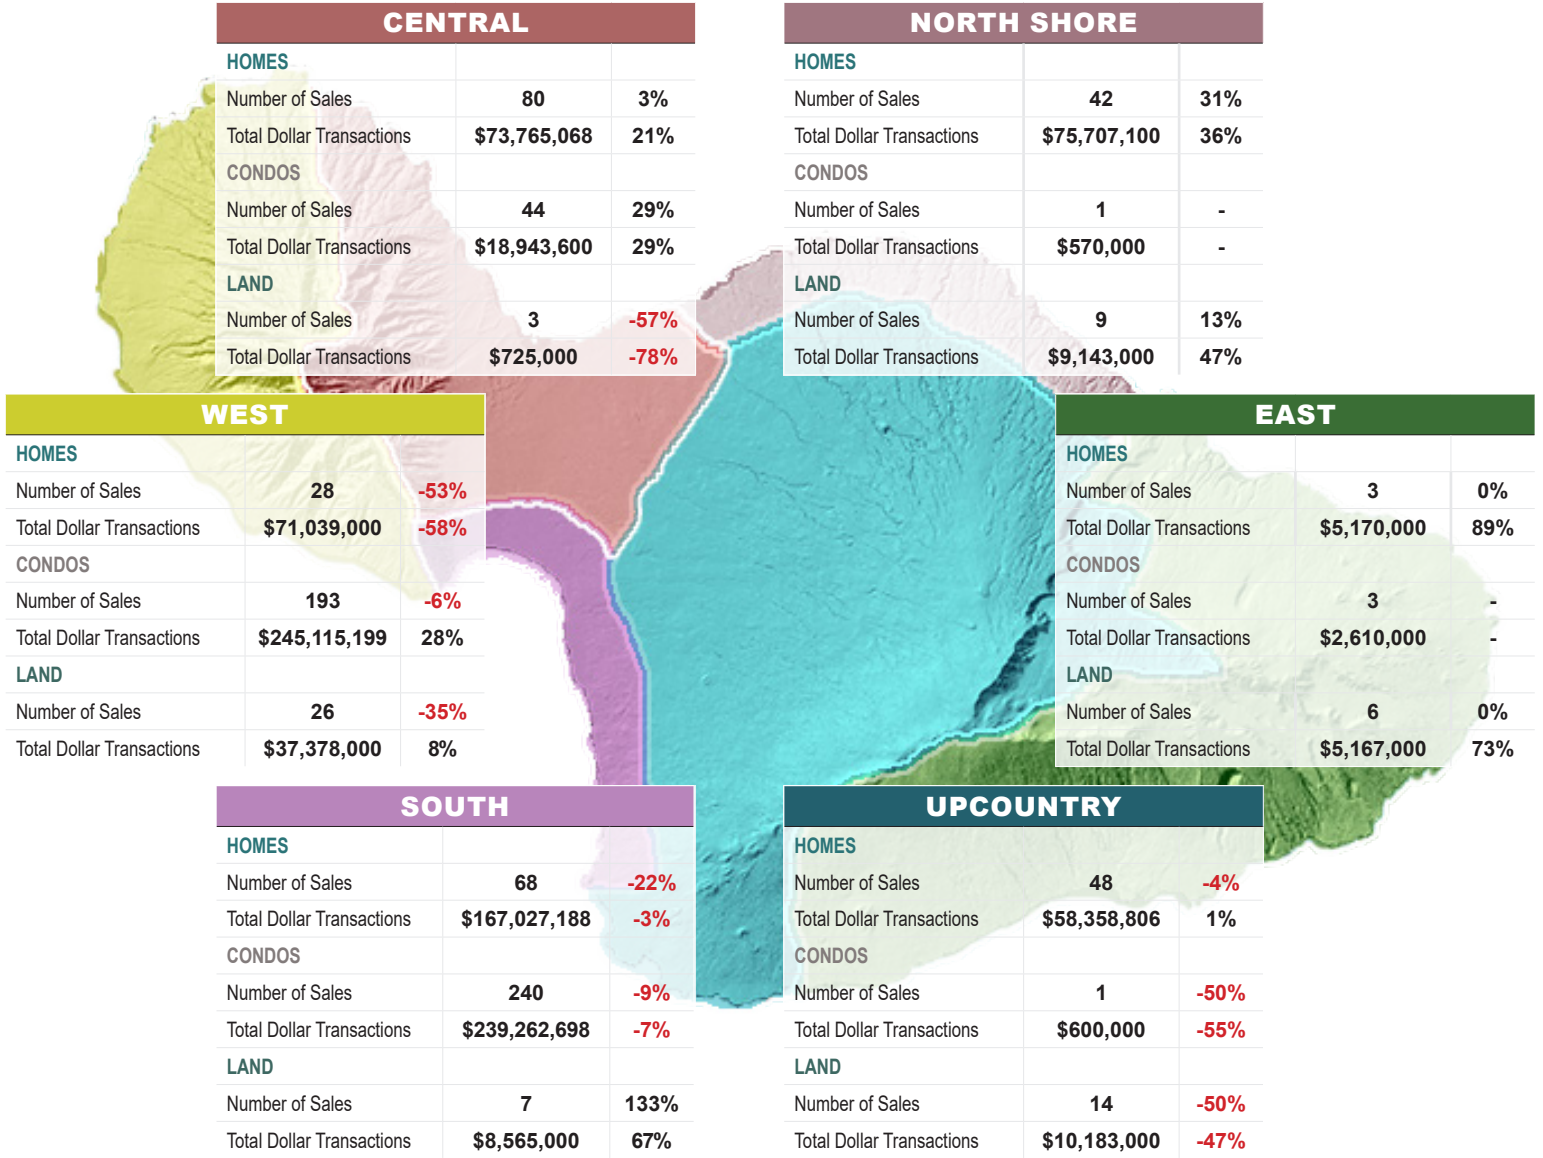 CENTRAL
HOMES
Number of Sales 80 3%
Total Dollar Transactions $73,765,068 21%
CONDOS
Number of Sales 44 29%
Total Dollar Transactions $18,943,600 29%
LAND
Number of Sales 3 -57%
Total Dollar Transactions $725,000 -78%
NORTH SHORE
HOMES
Number of Sales 42 31%
Total Dollar Transactions $75,707,100 36%
CONDOS
Number of Sales 1 -
Total Dollar Transactions $570,000 -
LAND
Number of Sales 9 13%
Total Dollar Transactions $9,143,000 47%
WEST
HOMES
Number of Sales 28 -53%
Total Dollar Transactions $71,039,000 -58%
CONDOS
Number of Sales 193 -6%
Total Dollar Transactions $245,115,199 28%
LAND
Number of Sales 26 -35%
Total Dollar Transactions $37,378,000 8%
EAST
HOMES
Number of Sales 3 0%
Total Dollar Transactions $5,170,000 89%
CONDOS
Number of Sales 3 -
Total Dollar Transactions $2,610,000 -
LAND
Number of Sales 6 0%
Total Dollar Transactions $5,167,000 73%
SOUTH
HOMES
Number of Sales 68 -22%
Total Dollar Transactions $167,027,188 -3%
CONDOS
Number of Sales 240 -9%
Total Dollar Transactions $239,262,698 -7%
LAND
Number of Sales 7 133%
Total Dollar Transactions $8,565,000 67%
UPCOUNTRY
HOMES
Number of Sales 48 -4%
Total Dollar Transactions $58,358,806 1%
CONDOS
Number of Sales 1 -50%
Total Dollar Transactions $600,000 -55%
LAND
Number of Sales 14 -50%
Total Dollar Transactions $10,183,000 -47%